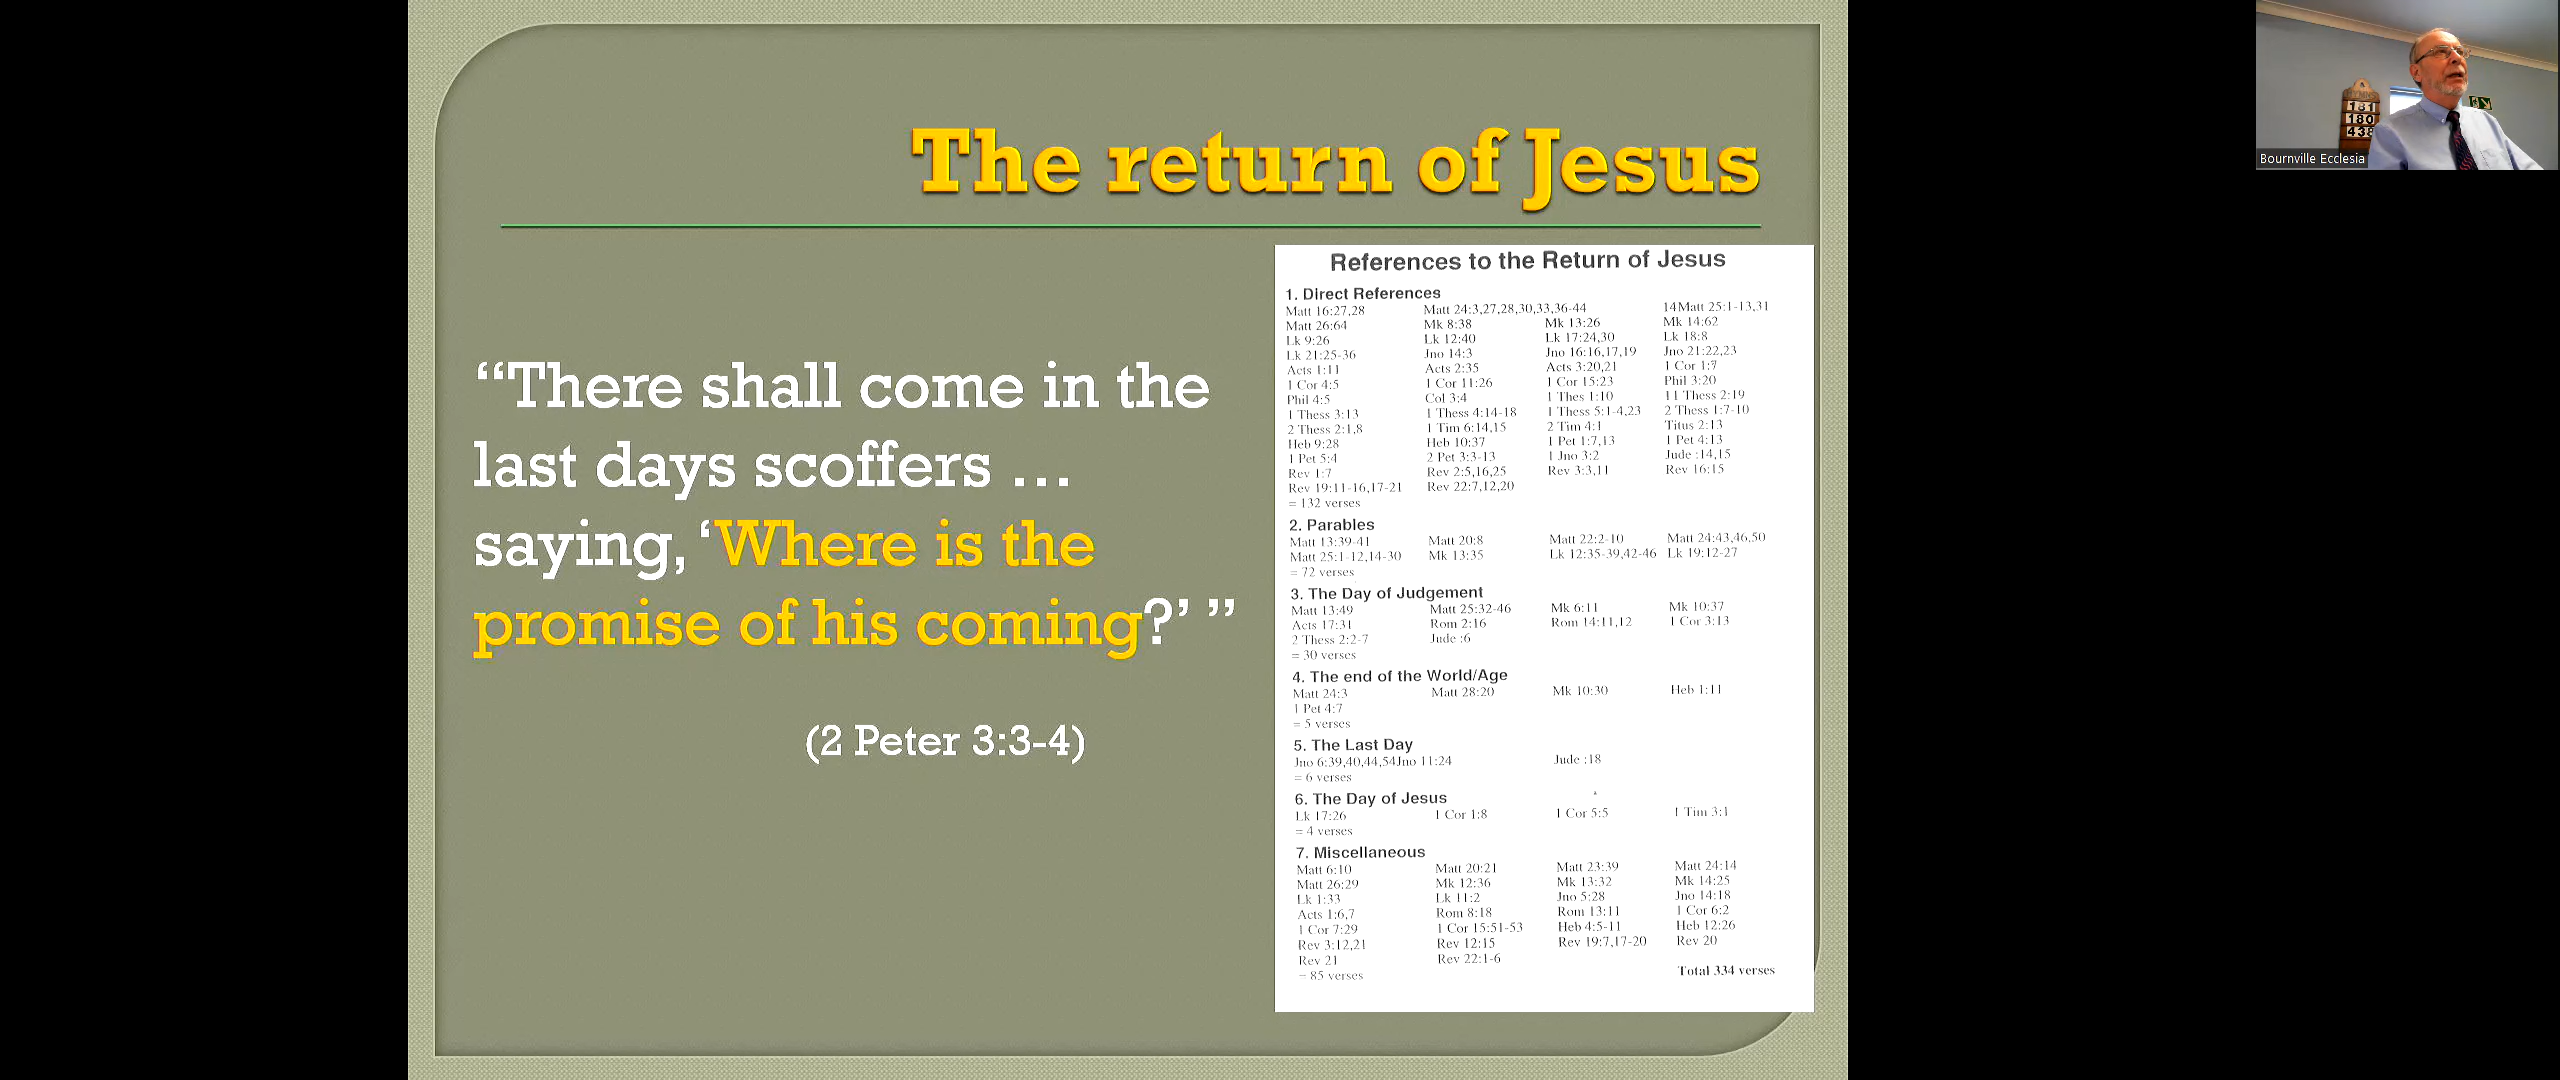 The return of Jesus
“There shall come in the
last days scoffers …
saying, ‘Where is the
promise of his coming?’ ”
(2 Peter 3:3-4)
References to the Return of Jesus
1. Direct References
Matt 16:27,28 Matt 24:3,27,28,30,33,36-44 14Matt 25:1-13,31
Matt 26:64 Mk 8:38 Mk 13:26 Mk 14:62
Lk 9:26 Lk 12:40 Lk 17:24,30 Lk 18:8
Lk 21:25-36 Jno 14:3 Jno 16:16,17,19 Jno 21:22,23
Acts 1:11 Acts 2:35 Acts 3:20,21 1 Cor 1:7
1 Cor 4:5 1 Cor 11:26 1 Cor 15:23 Phil 3:20
Phil 4:5 Col 3:4 1 Thes 1:10 11 Thess 2:19
1 Thess 3:13 1 Thess 4:14-18 1 Thess 5:1-4,23 2 Thess 1:7-10
2 Thess 2:1,8 1 Tim 6:14,15 2 Tim 4:1 Titus 2:13
Heb 9:28 Heb 10:37 1 Pet 1:7,13 1 Pet 4:13
1 Pet 5:4 2 Pet 3:3-13 1 Jno 3:2 Jude :14,15
Rev 1:7 Rev 2:5,16,25 Rev 3:3,11 Rev 16:15
Rev 19:11-16,17-21 Rev 22:7,12,20
= 132 verses
2. Parables
Matt 13:39-41 Matt 20:8 Matt 22:2-10 Matt 24:43,46,50
Matt 25:1-12,14-30 Mk 13:35 Lk 12:35-39,42-46 Lk 19:12-27
= 72 verses
3. The Day of Judgement
Matt 13:49 Matt 25:32-46 Mk 6:11 Mk 10:37
Acts 17:31 Rom 2:16 Rom 14:11,12 1 Cor 3:13
2 Thess 2:2-7 Jude :6
= 30 verses
4. The end of the World/Age
Matt 24:3 Matt 28:20 Mk 10:30 Heb 1:11
1 Pet 4:7
= 5 verses
5. The Last Day
Jno 6:39,40,44,54Jno 11:24 Jude :18
= 6 verses
6. The Day of Jesus
Lk 17:26 1 Cor 1:8 1 Cor 5:5 1 Tim 3:1
= 4 verses
7. Miscellaneous
Matt 6:10 Matt 20:21 Matt 23:39 Matt 24:14
Matt 26:29 Mk 12:36 Mk 13:32 Mk 14:25
Lk 1:33 Lk 11:2 Jno 5:28 Jno 14:18
Acts 1:6,7 Rom 8:18 Rom 13:11 1 Cor 6:2
1 Cor 7:29 1 Cor 15:51-53 Heb 4:5-11 Heb 12:26
Rev 3:12,21 Rev 12:15 Rev 19:7,17-20 Rev 20
Rev 21 Rev 22:1-6
= 85 verses
Total 334 verses
HYMNS
181
180
438
Bournville Ecclesia